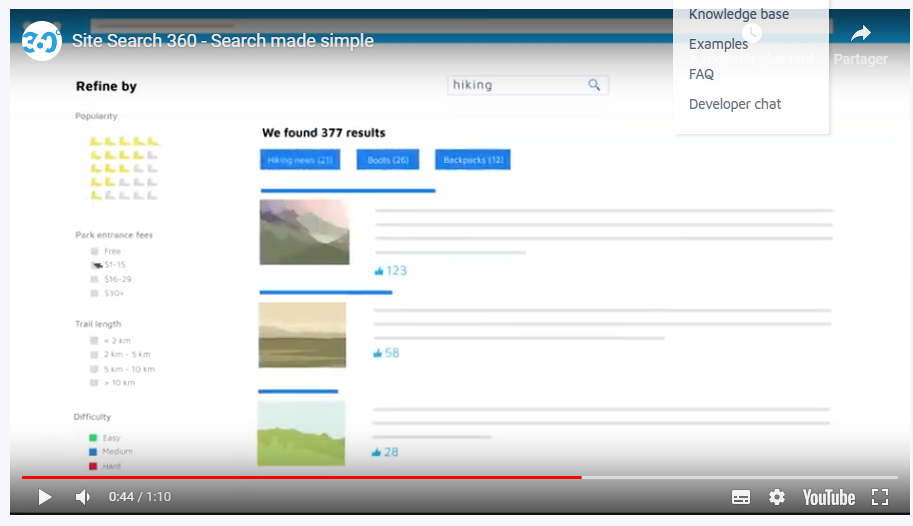 Knowledge base
Examples
FAQ
Developer chat
360
Site Search 360 - Search made simple
Partager
Refine by
hiking
Popularity
We found 377 results
Hiking news (21)
Boots (26)
Backpacks (12)
Park entrance fees
Free
$1-15
$16-29
$30+
123
Trail length
< 2 km
2 km - 5 km
5 km - 10 km
> 10 km
58
Difficulty
Easy
Medium
Hard
28
0:44 / 1:10
YouTube